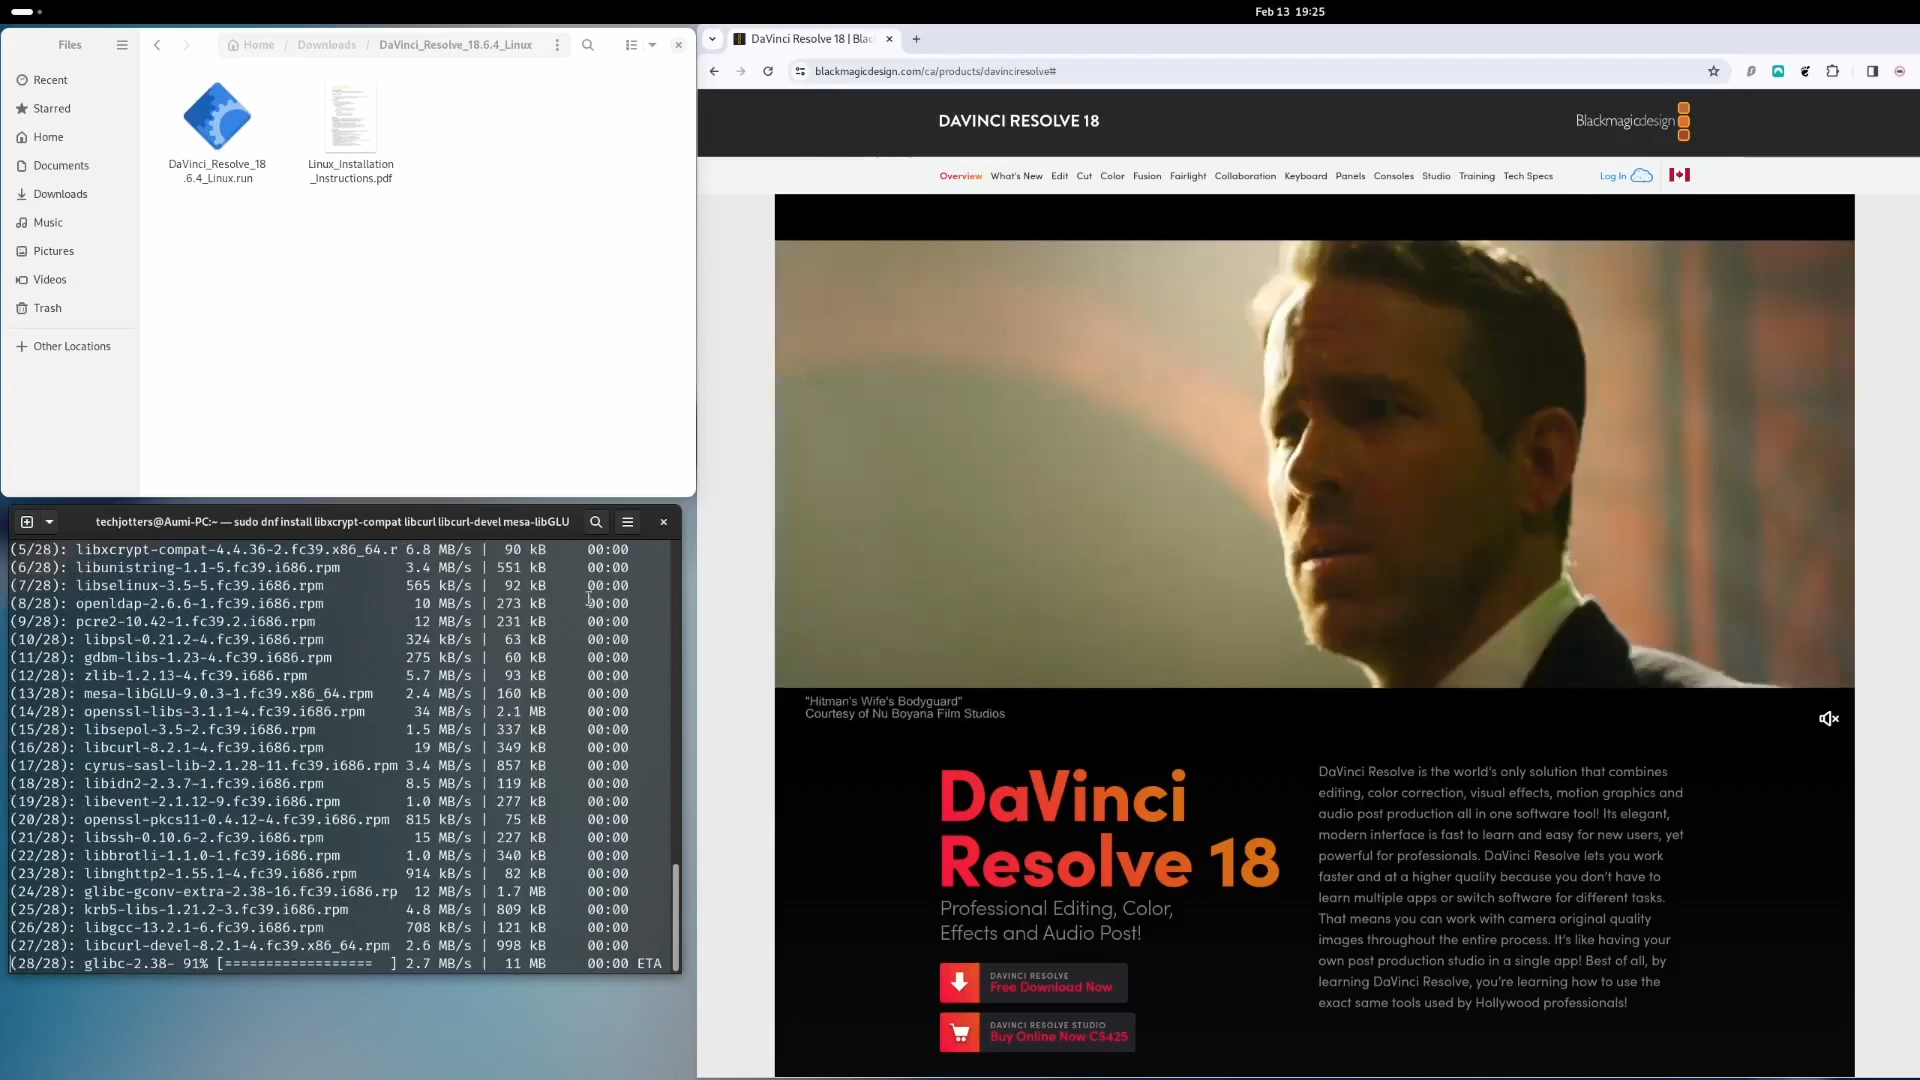 Feb 13 19:25
Files
Home / Downloads / DaVinci_Resolve_18.6.4_Linux
Recent
Starred
Home
Documents
Downloads
Music
Pictures
Videos
Trash
Other Locations
DaVinci_Resolve_18
.6.4_Linux.run
Linux_Installation
_Instructions.pdf
techjotters@Aumi-PC:~ — sudo dnf install libxcrypt-compat libcurl libcurl-devel mesa-libGLU
(5/28): libxcrypt-compat-4.4.36-2.fc39.x86_64.r 6.8 MB/s | 90 kB 00:00
(6/28): libunistring-1.1-5.fc39.i686.rpm 3.4 MB/s | 551 kB 00:00
(7/28): libselinux-3.5-5.fc39.i686.rpm 565 kB/s | 92 kB 00:00
(8/28): openldap-2.6.6-1.fc39.i686.rpm 10 MB/s | 273 kB 00:00
(9/28): pcre2-10.42-1.fc39.2.i686.rpm 12 MB/s | 231 kB 00:00
(10/28): libpsl-0.21.2-4.fc39.i686.rpm 324 kB/s | 63 kB 00:00
(11/28): gdbm-libs-1.23-4.fc39.i686.rpm 275 kB/s | 60 kB 00:00
(12/28): zlib-1.2.13-4.fc39.i686.rpm 5.7 MB/s | 93 kB 00:00
(13/28): mesa-libGLU-9.0.3-1.fc39.x86_64.rpm 2.4 MB/s | 160 kB 00:00
(14/28): openssl-libs-3.1.1-4.fc39.i686.rpm 34 MB/s | 2.1 MB 00:00
(15/28): libsepol-3.5-2.fc39.i686.rpm 1.5 MB/s | 337 kB 00:00
(16/28): libcurl-8.2.1-4.fc39.i686.rpm 19 MB/s | 349 kB 00:00
(17/28): cyrus-sasl-lib-2.1.28-11.fc39.i686.rpm 3.4 MB/s | 857 kB 00:00
(18/28): libidn2-2.3.7-1.fc39.i686.rpm 8.5 MB/s | 119 kB 00:00
(19/28): libevent-2.1.12-9.fc39.i686.rpm 1.0 MB/s | 277 kB 00:00
(20/28): openssl-pkcs11-0.4.12-4.fc39.i686.rpm 815 kB/s | 75 kB 00:00
(21/28): libssh-0.10.6-2.fc39.i686.rpm 15 MB/s | 227 kB 00:00
(22/28): libbrotli-1.1.0-1.fc39.i686.rpm 1.0 MB/s | 340 kB 00:00
(23/28): libnghttp2-1.55.1-4.fc39.i686.rpm 914 kB/s | 82 kB 00:00
(24/28): glibc-gconv-extra-2.38-16.fc39.i686.rp 12 MB/s | 1.7 MB 00:00
(25/28): krb5-libs-1.21.2-3.fc39.i686.rpm 4.8 MB/s | 809 kB 00:00
(26/28): libgcc-13.2.1-6.fc39.i686.rpm 708 kB/s | 121 kB 00:00
(27/28): libcurl-devel-8.2.1-4.fc39.x86_64.rpm 2.6 MB/s | 998 kB 00:00
(28/28): glibc-2.38- 91% [================== ] 2.7 MB/s | 11 MB 00:00 ETA
DaVinci Resolve 18 | Blac
blackmagicdesign.com/ca/products/davinciresolve#
DAVINCI RESOLVE 18
Blackmagicdesign
Overview What's New Edit Cut Color Fusion Fairlight Collaboration Keyboard Panels Consoles Studio Training Tech Specs Log In
"Hitman's Wife's Bodyguard"
Courtesy of Nu Boyana Film Studios
DaVinci
Resolve 18
Professional Editing, Color,
Effects and Audio Post!
DAVINCI RESOLVE
Free Download Now
DAVINCI RESOLVE STUDIO
Buy Online Now C$425
DaVinci Resolve is the world's only solution that combines
editing, color correction, visual effects, motion graphics and
audio post production all in one software tool! Its elegant,
modern interface is fast to learn and easy for new users, yet
powerful for professionals. DaVinci Resolve lets you work
faster and at a higher quality because you don't have to
learn multiple apps or switch software for different tasks.
That means you can work with camera original quality
images throughout the entire process. It's like having your
own post production studio in a single app! Best of all, by
learning DaVinci Resolve, you're learning how to use the
exact same tools used by Hollywood professionals!